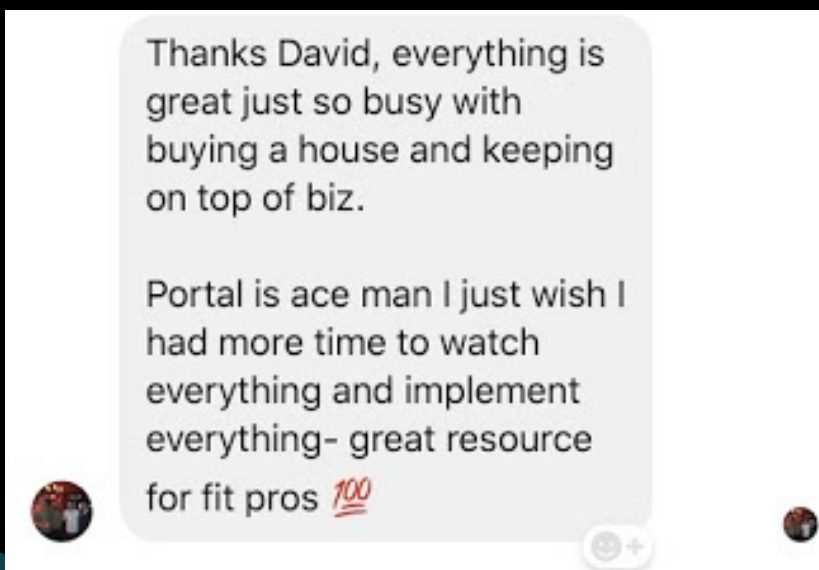 Thanks David, everything is
great just so busy with
buying a house and keeping
on top of biz.
Portal is ace man I just wish I
had more time to watch
everything and implement
everything- great resource
for fit pros 💯